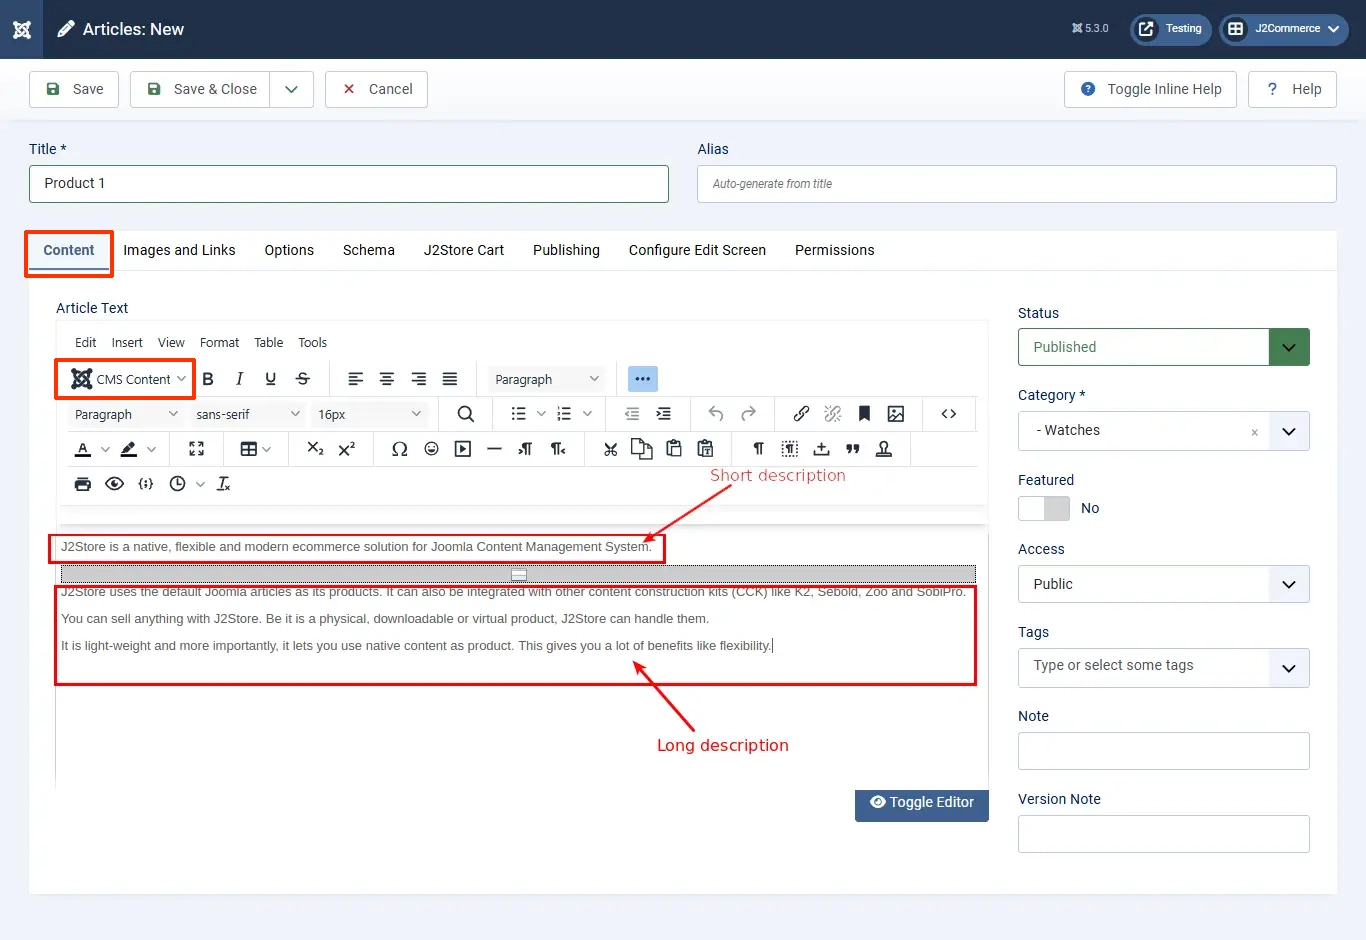 Articles: New
5.3.0
Testing
J2Commerce
Save
Save & Close
Cancel
Toggle Inline Help
? Help
Title *
Alias
Product 1
Auto-generate from title
Content
Images and Links
Options
Schema
J2Store Cart
Publishing
Configure Edit Screen
Permissions
Article Text
Edit Insert View Format Table Tools
CMS Content
B I U S
Paragraph
Paragraph
sans-serif
16px
Short description
J2Store is a native, flexible and modern ecommerce solution for Joomla Content Management System.
J2Store uses the default Joomla articles as its products. It can also be integrated with other content construction kits (CCK) like K2, Sebold, Zoo and SobiPro.
You can sell anything with J2Store. Be it is a physical, downloadable or virtual product, J2Store can handle them.
It is light-weight and more importantly, it lets you use native content as product. This gives you a lot of benefits like flexibility.
Long description
Toggle Editor
Status
Published
Category *
- Watches
Featured
No
Access
Public
Tags
Type or select some tags
Note
Version Note